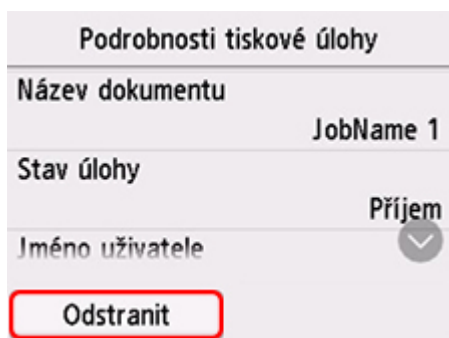 Podrobnosti tiskové úlohy
Název dokumentu
JobName 1
Stav úlohy
Příjem
Jméno uživatele
Odstranit